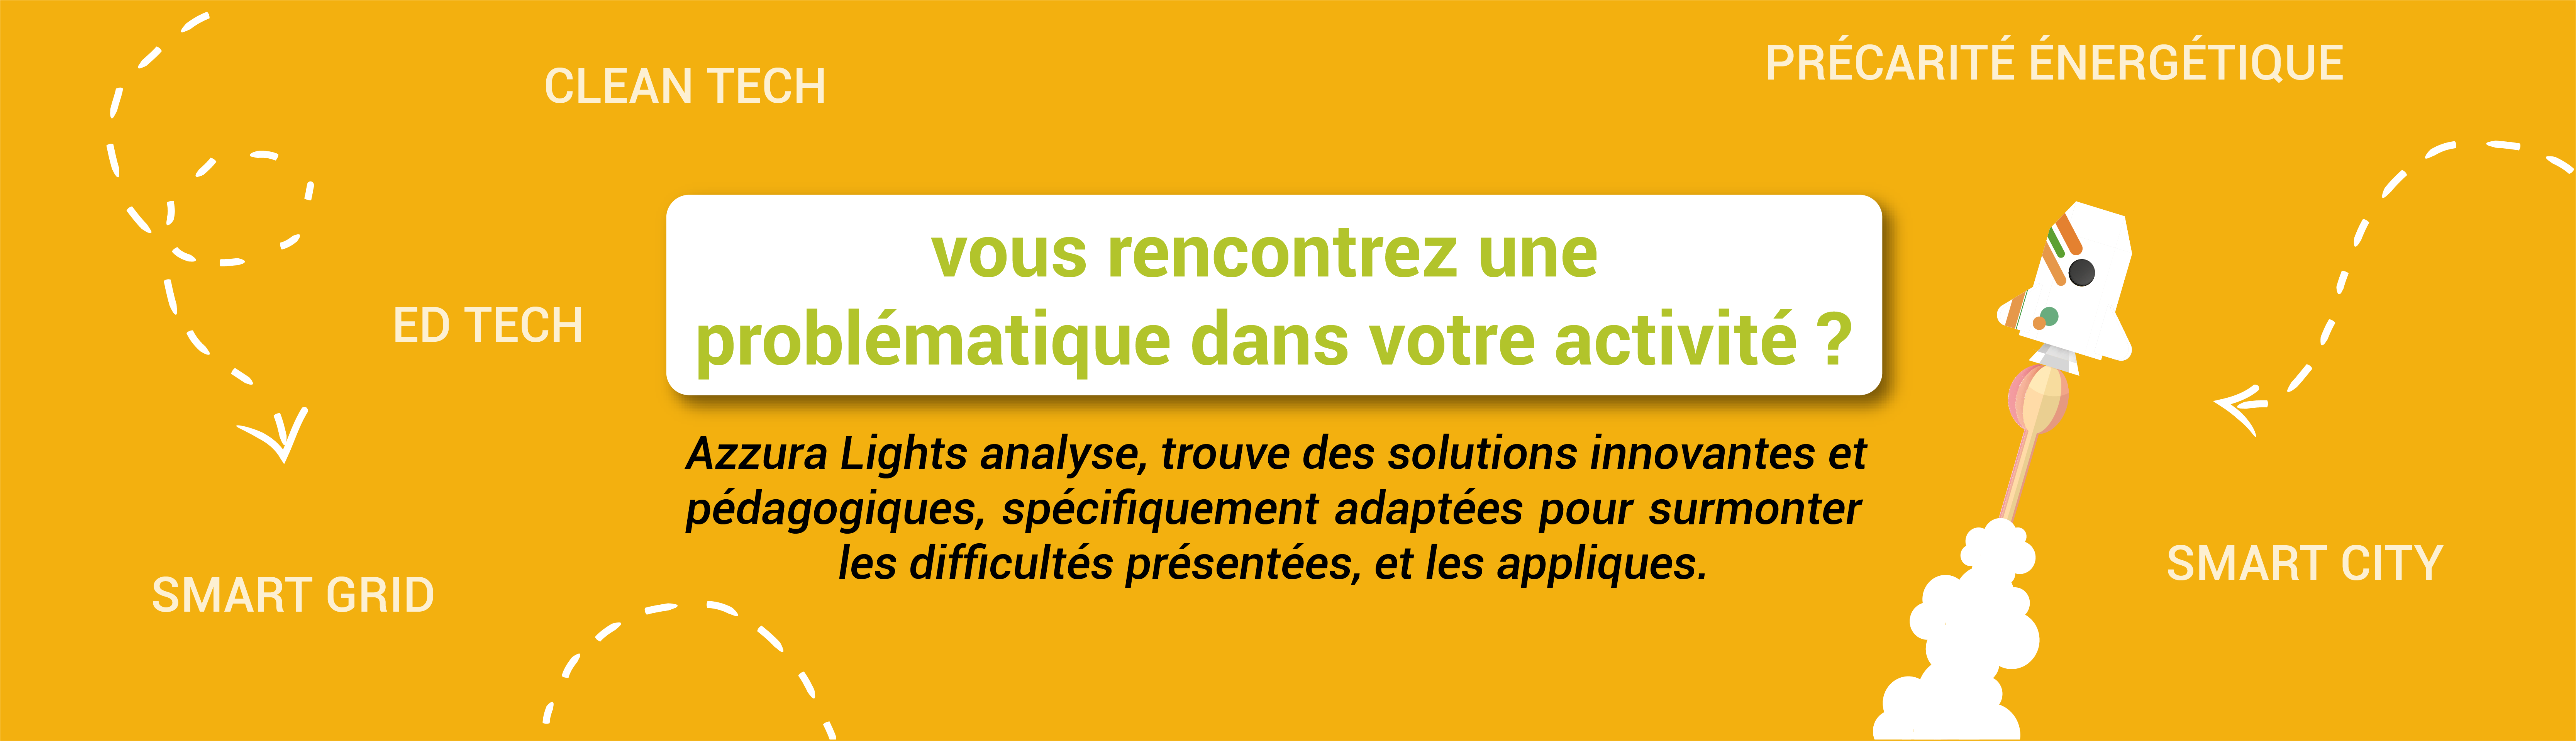 CLEAN TECH
PRÉCARITÉ ÉNERGÉTIQUE
vous rencontrez une
problématique dans votre activité ?
ED TECH
Azzura Lights analyse, trouve des solutions innovantes et
pédagogiques, spécifiquement adaptées pour surmonter
les difficultés présentées, et les appliques.
SMART GRID
SMART CITY